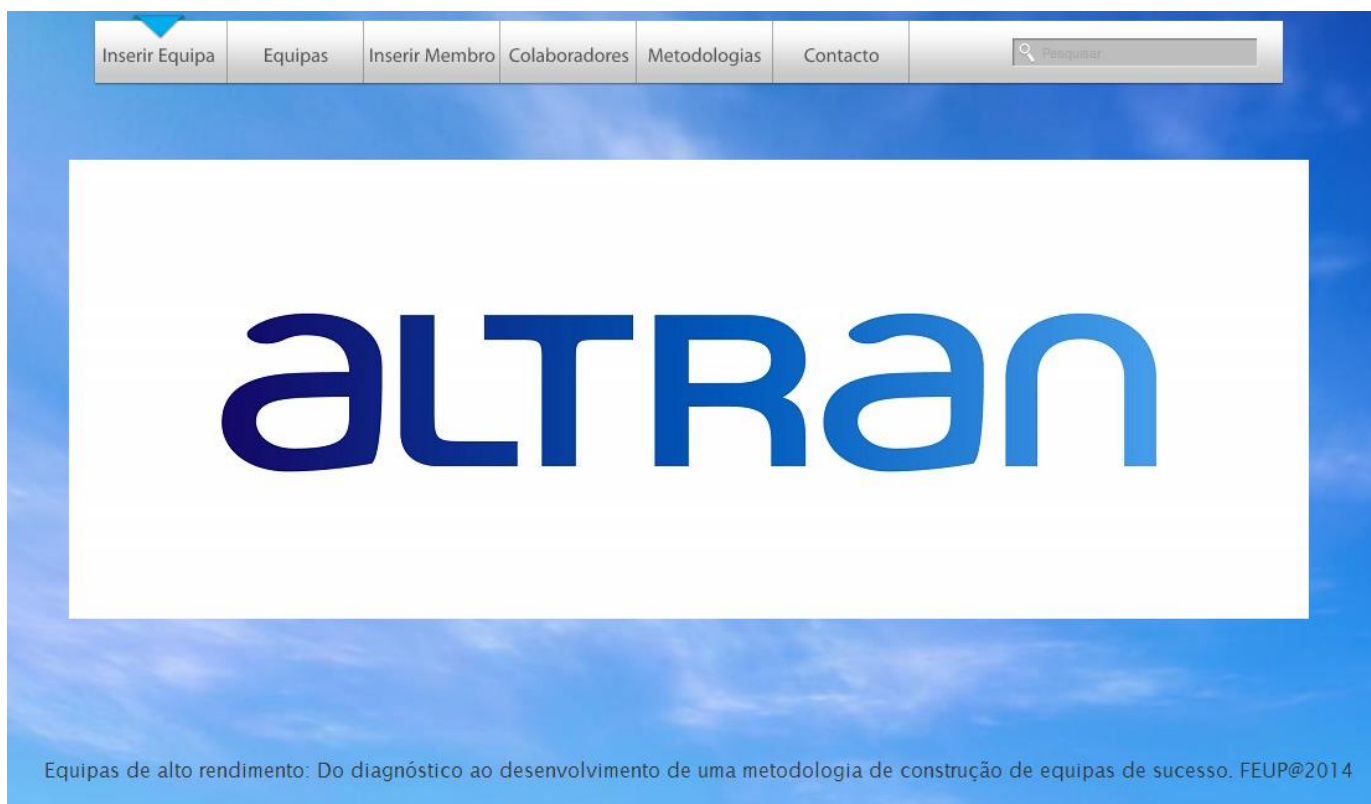 Inserir Equipa Equipas Inserir Membro Colaboradores Metodologias Contacto Pesquisar
aLTRan
Equipas de alto rendimento: Do diagnóstico ao desenvolvimento de uma metodologia de construção de equipas de sucesso. FEUP@2014